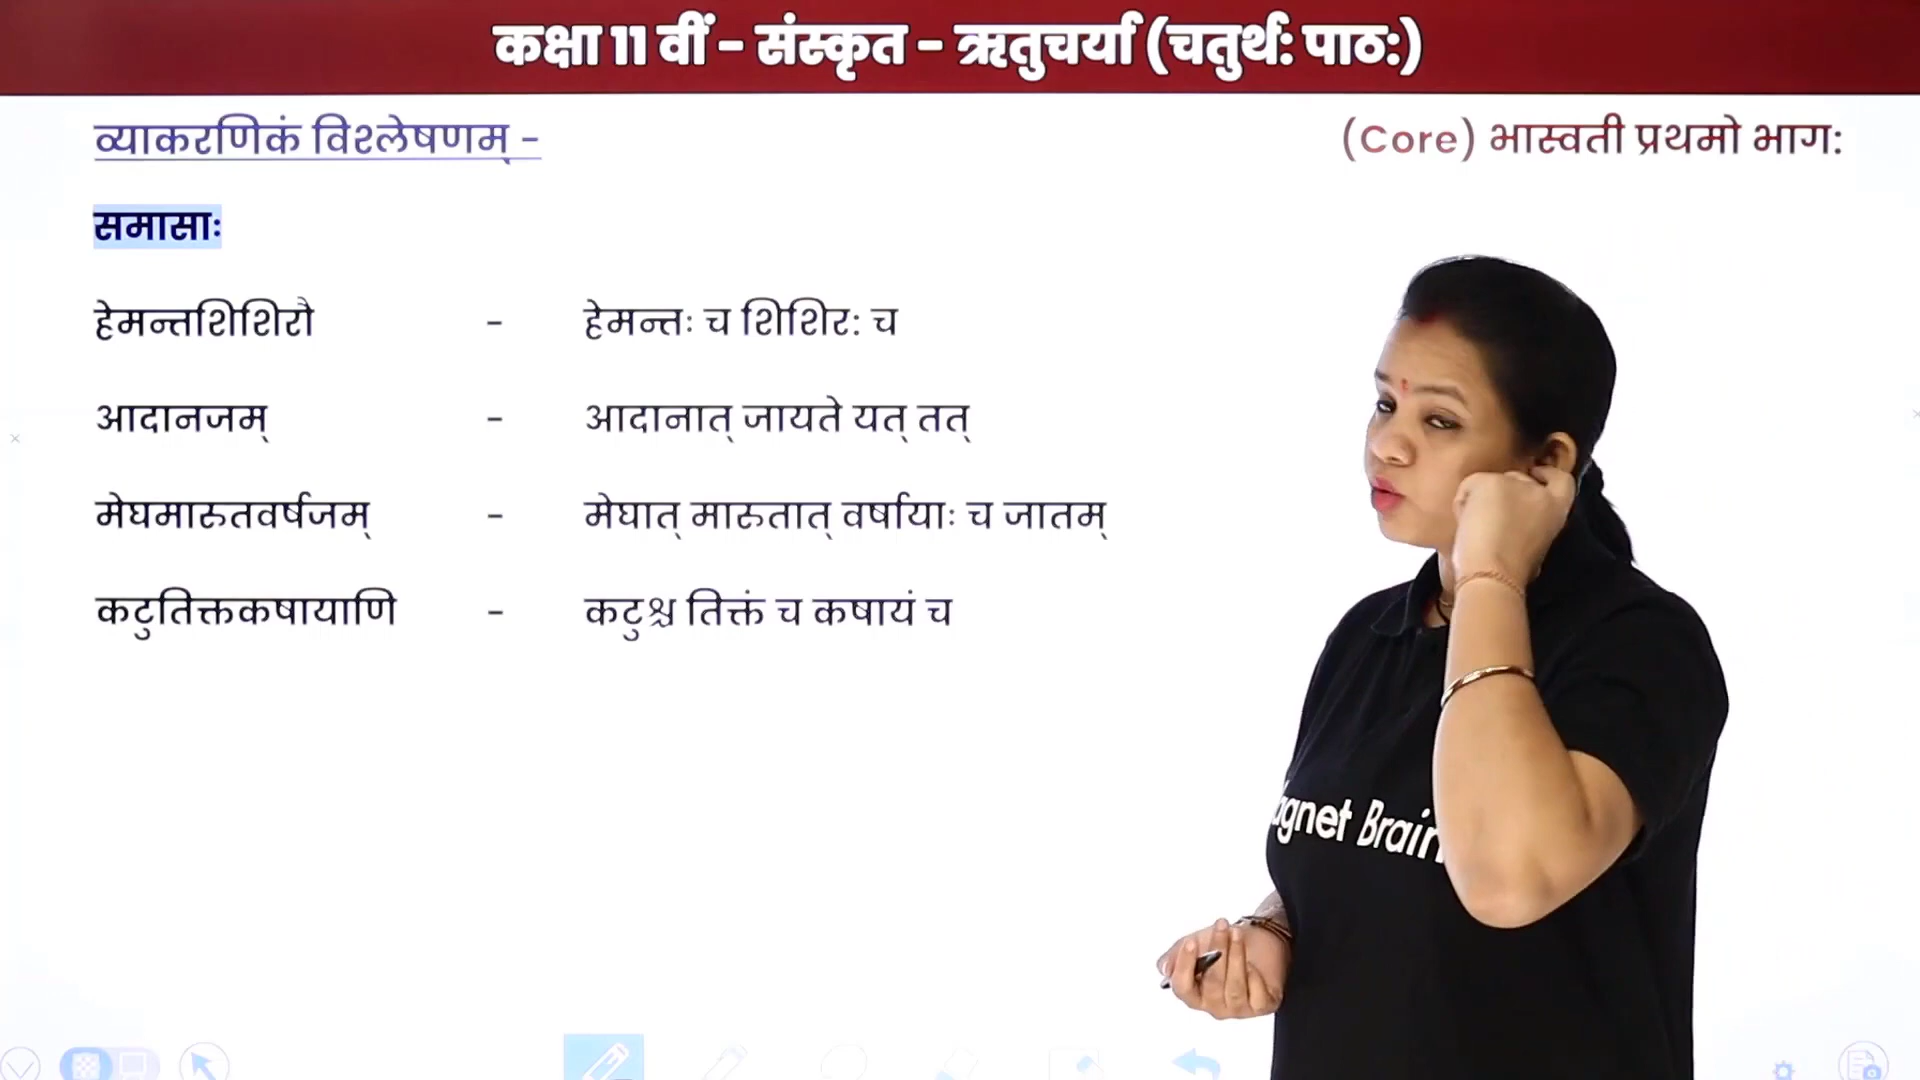 कक्षा 11 वीं - संस्कृत - ऋतुचर्या (चतुर्थ: पाठ:)
व्याकरणिकं विश्लेषणम् -
(Core) भास्वती प्रथमो भाग:
समासाः
हेमन्तशिशिरौ - हेमन्तः च शिशिर: च
आदानजम् - आदानात् जायते यत् तत्
मेघमारुतवर्षजम् - मेघात् मारुतात् वर्षायाः च जातम्
कटुतिक्तकषायाणि - कटुश्च तिक्तं च कषायं च
agnet Brain